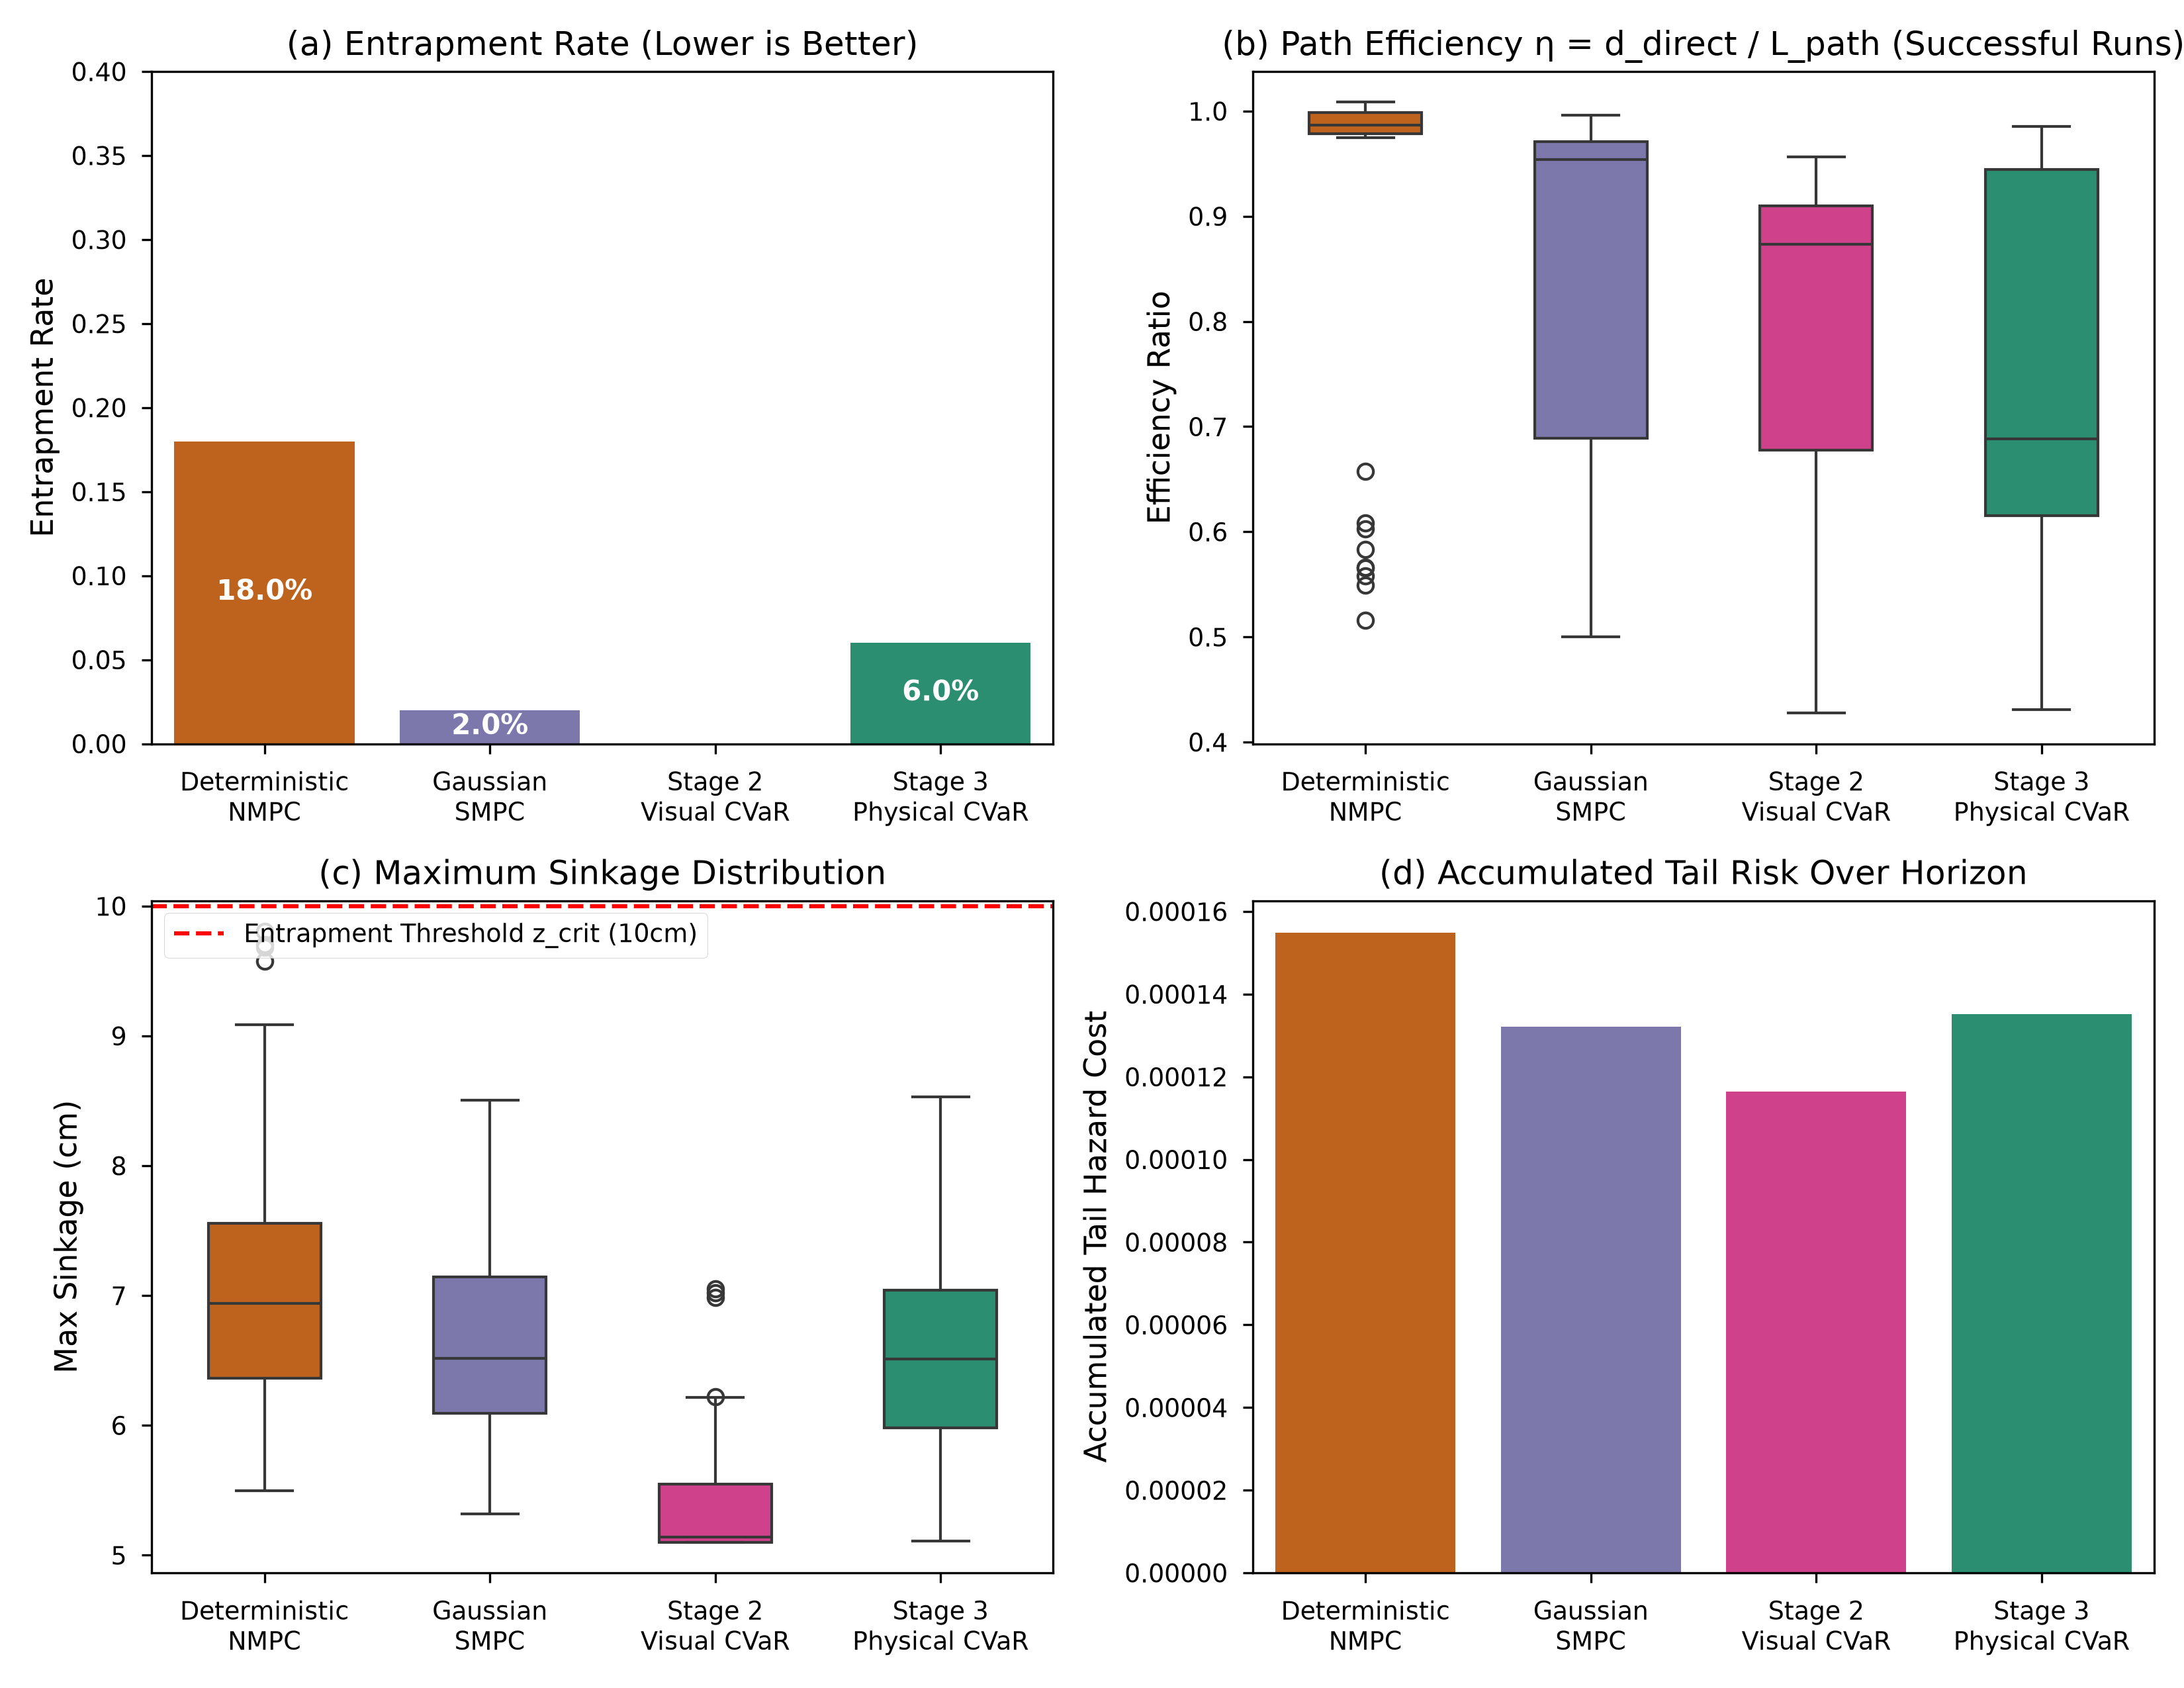 (a) Entrapment Rate (Lower is Better)
Entrapment Rate
0.40
0.35
0.30
0.25
0.20
0.15
0.10
0.05
0.00
18.0%
2.0%
6.0%
Deterministic
NMPC
Gaussian
SMPC
Stage 2
Visual CVaR
Stage 3
Physical CVaR
(b) Path Efficiency η = d_direct / L_path (Successful Runs)
Efficiency Ratio
1.0
0.9
0.8
0.7
0.6
0.5
0.4
Deterministic
NMPC
Gaussian
SMPC
Stage 2
Visual CVaR
Stage 3
Physical CVaR
(c) Maximum Sinkage Distribution
Max Sinkage (cm)
10
9
8
7
6
5
Entrapment Threshold z_crit (10cm)
Deterministic
NMPC
Gaussian
SMPC
Stage 2
Visual CVaR
Stage 3
Physical CVaR
(d) Accumulated Tail Risk Over Horizon
Accumulated Tail Hazard Cost
0.00016
0.00014
0.00012
0.00010
0.00008
0.00006
0.00004
0.00002
0.00000
Deterministic
NMPC
Gaussian
SMPC
Stage 2
Visual CVaR
Stage 3
Physical CVaR